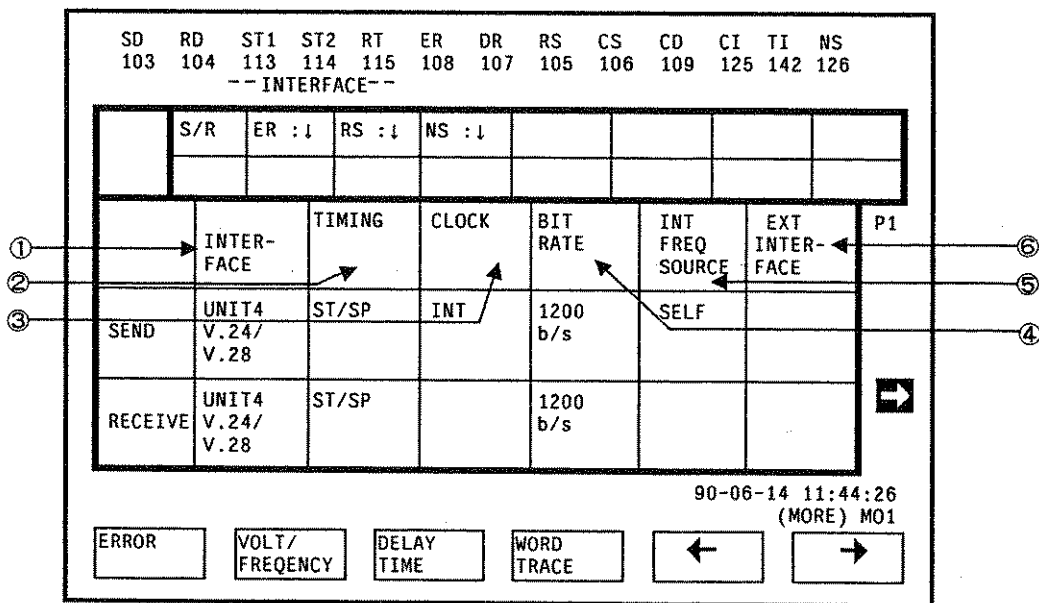 SD RD ST1 ST2 RT ER DR RS CS CD CI TI NS
103 104 113 114 115 108 107 105 106 109 125 142 126
-- INTERFACE--
S/R ER :↓ RS :↓ NS :↓
TIMING CLOCK BIT INT EXT P1
① INTER- RATE FREQ INTER- ⑥
FACE SOURCE FACE
② ⑤
UNIT4 ST/SP INT 1200 SELF
③ SEND V.24/ b/s ④
V.28
UNIT4 ST/SP 1200
RECEIVE V.24/ b/s
V.28
90-06-14 11:44:26
(MORE) M01
ERROR VOLT/ DELAY WORD ← →
FREQENCY TIME TRACE